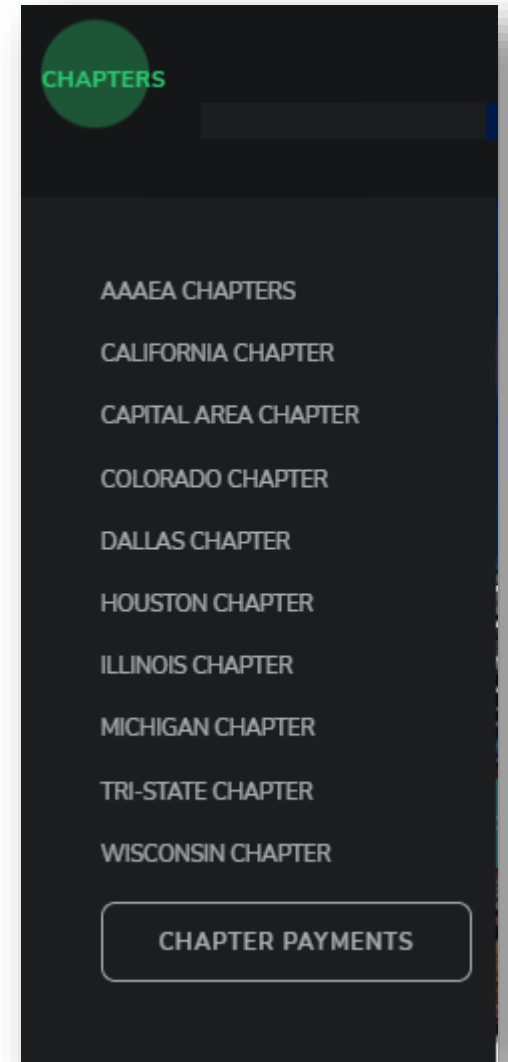 CHAPTERS
AAAEA CHAPTERS
CALIFORNIA CHAPTER
CAPITAL AREA CHAPTER
COLORADO CHAPTER
DALLAS CHAPTER
HOUSTON CHAPTER
ILLINOIS CHAPTER
MICHIGAN CHAPTER
TRI-STATE CHAPTER
WISCONSIN CHAPTER
CHAPTER PAYMENTS